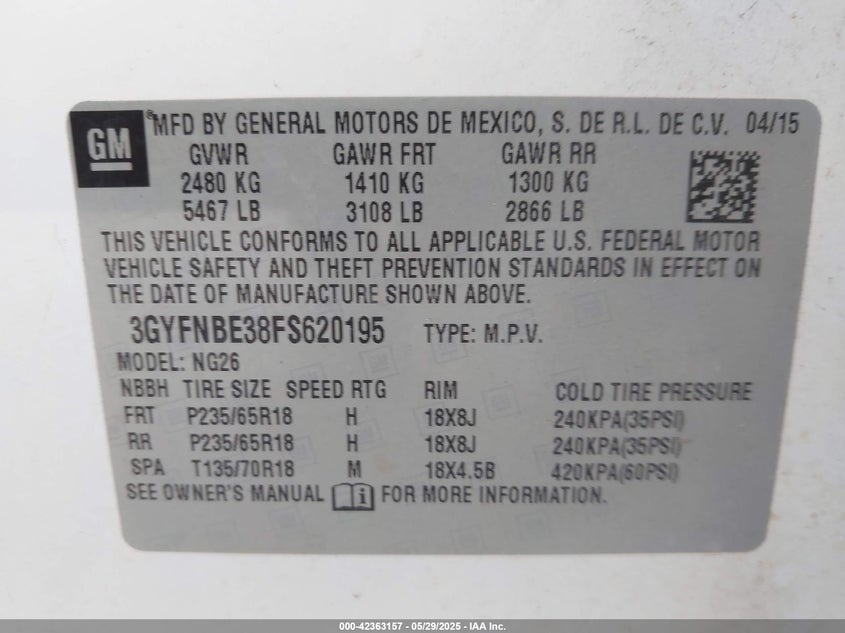 GM
® MFD BY GENERAL MOTORS DE MEXICO, S. DE R.L. DE C.V. 04/15
GVWR GAWR FRT GAWR RR
2480 KG 1410 KG 1300 KG
5467 LB 3108 LB 2866 LB
THIS VEHICLE CONFORMS TO ALL APPLICABLE U.S. FEDERAL MOTOR
VEHICLE SAFETY AND THEFT PREVENTION STANDARDS IN EFFECT ON
THE DATE OF MANUFACTURE SHOWN ABOVE.
3GYFNBE38FS620195 TYPE: M.P.V.
MODEL: NG26
NBBH TIRE SIZE SPEED RTG RIM COLD TIRE PRESSURE
FRT P235/65R18 H 18X8J 240KPA(35PSI)
RR P235/65R18 H 18X8J 240KPA(35PSI)
SPA T135/70R18 M 18X4.5B 420KPA(60PSI)
SEE OWNER'S MANUAL i FOR MORE INFORMATION.
000-42363157 - 05/29/2025 - IAA Inc.